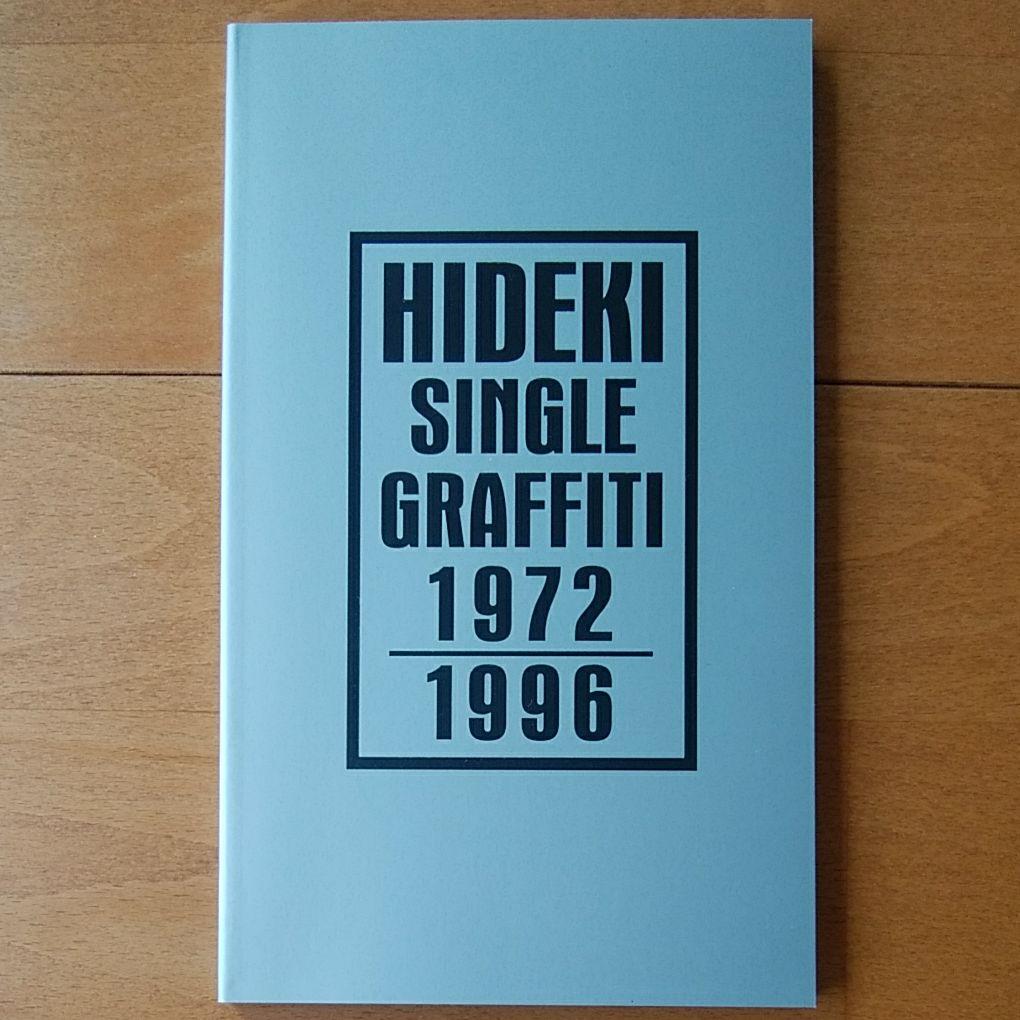 HIDEKI
SINGLE
GRAFFITI
1972
1996